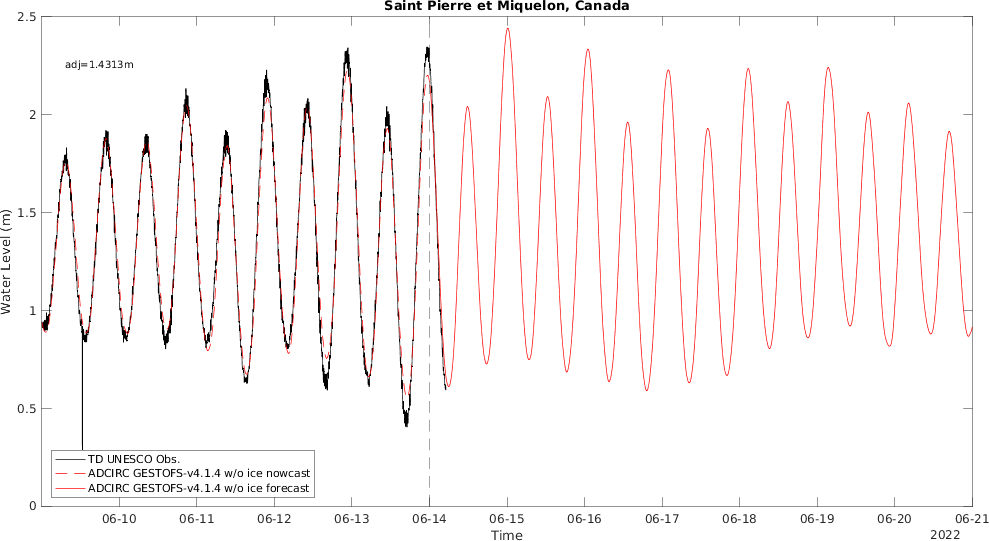 Saint Pierre et Miquelon, Canada
2.5
adj=1.4313m
2
1.5
Water Level (m)
1
0.5
TD UNESCO Obs.
ADCIRC GESTOFS-v4.1.4 w/o ice nowcast
ADCIRC GESTOFS-v4.1.4 w/o ice forecast
0
06-10 06-11 06-12 06-13 06-14 06-15 06-16 06-17 06-18 06-19 06-20 06-21
Time
2022